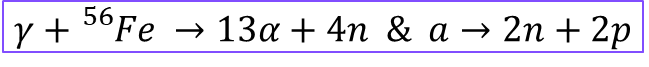 γ + ⁵⁶Fe → 13α + 4n & a → 2n + 2p